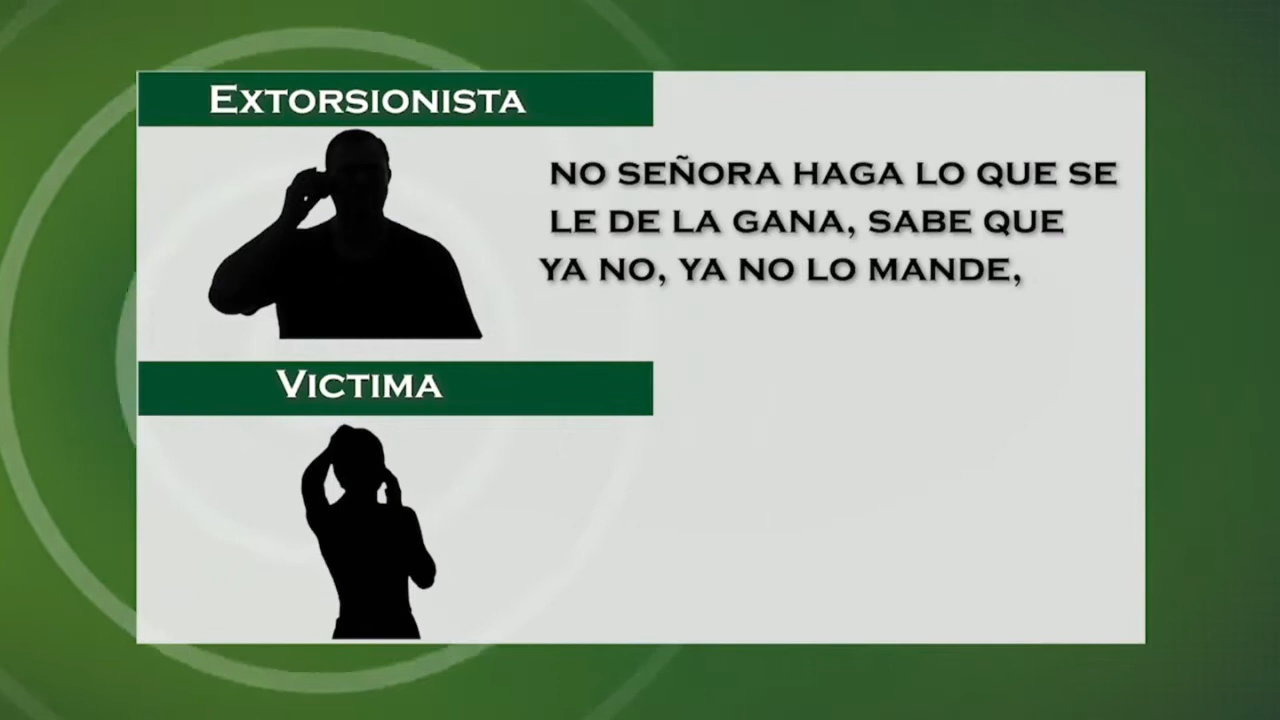 EXTORSIONISTA
NO SEÑORA HAGA LO QUE SE
LE DE LA GANA, SABE QUE
YA NO, YA NO LO MANDE,
VICTIMA